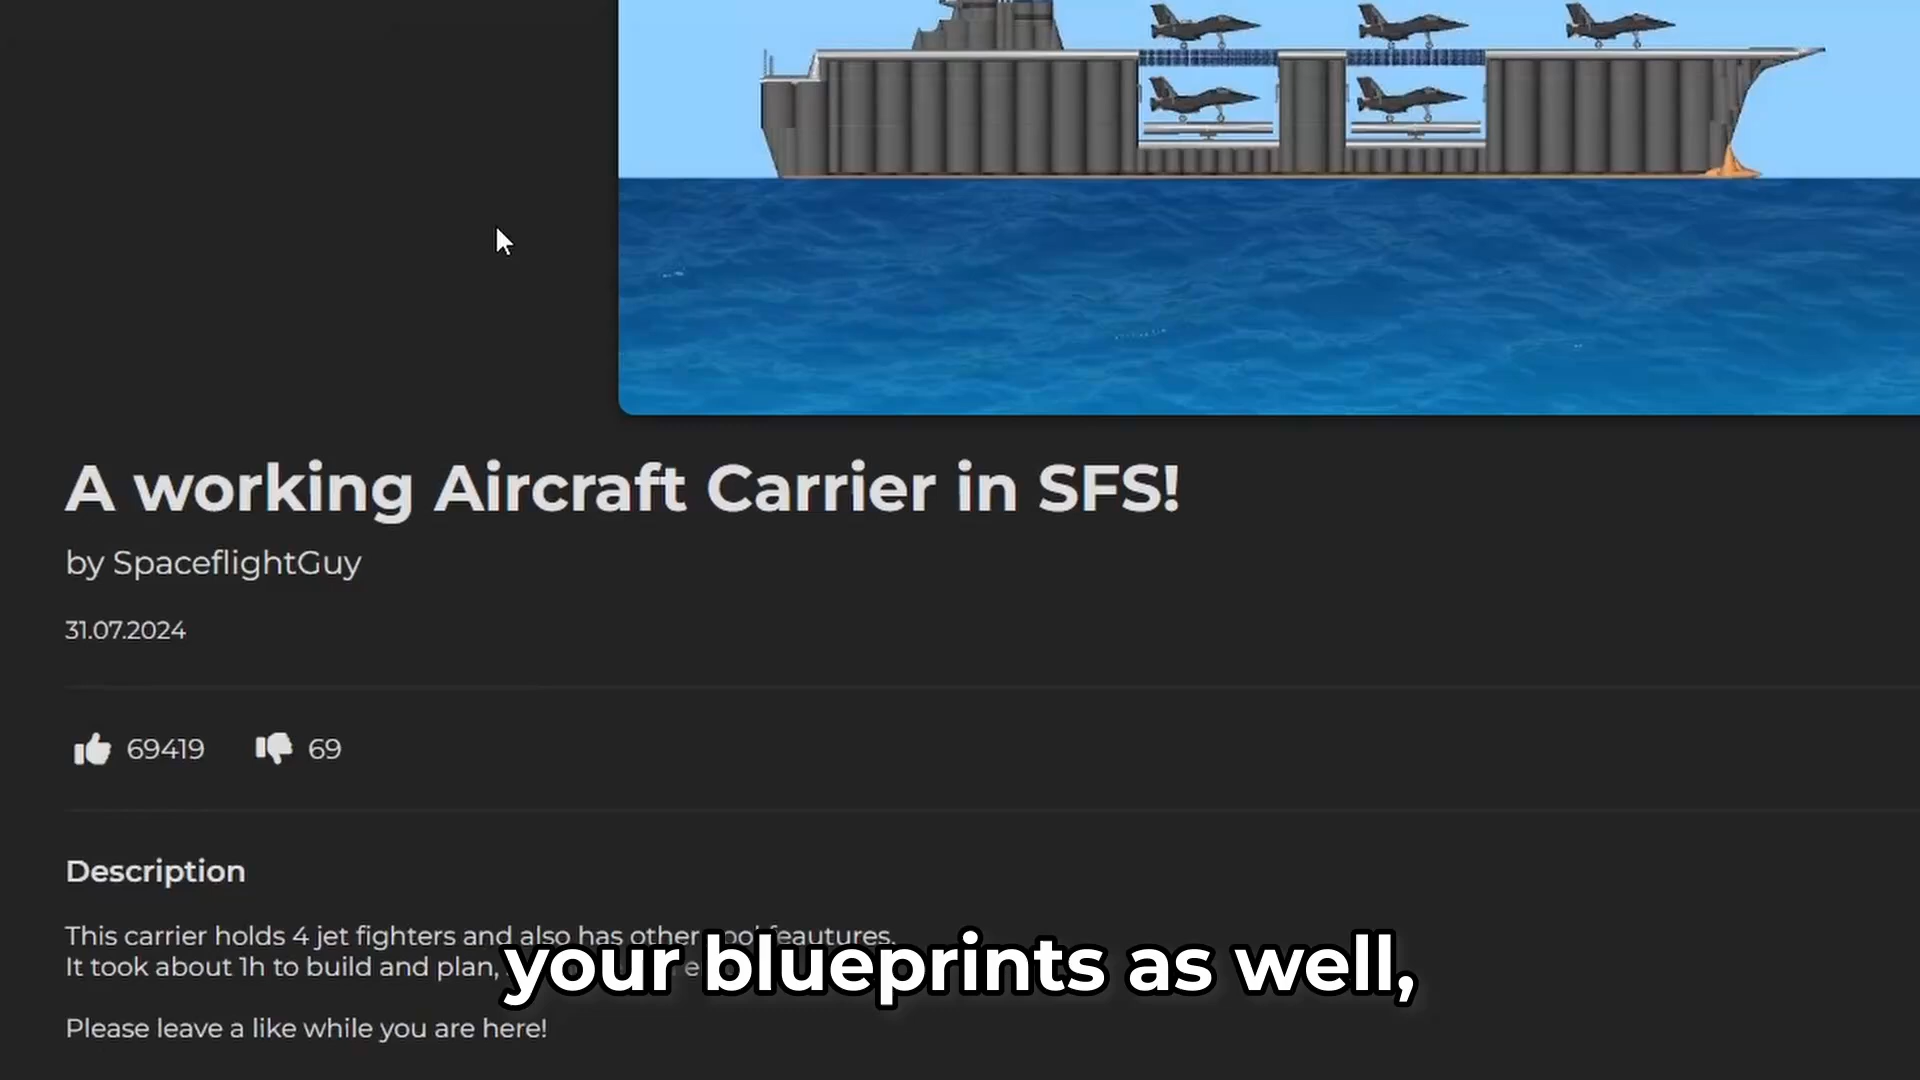 A working Aircraft Carrier in SFS!
by SpaceflightGuy
31.07.2024
69419 69
Description
This carrier holds 4 jet fighters and also has other cool feautures.
It took about 1h to build and plan,
your blueprints as well,
Please leave a like while you are here!